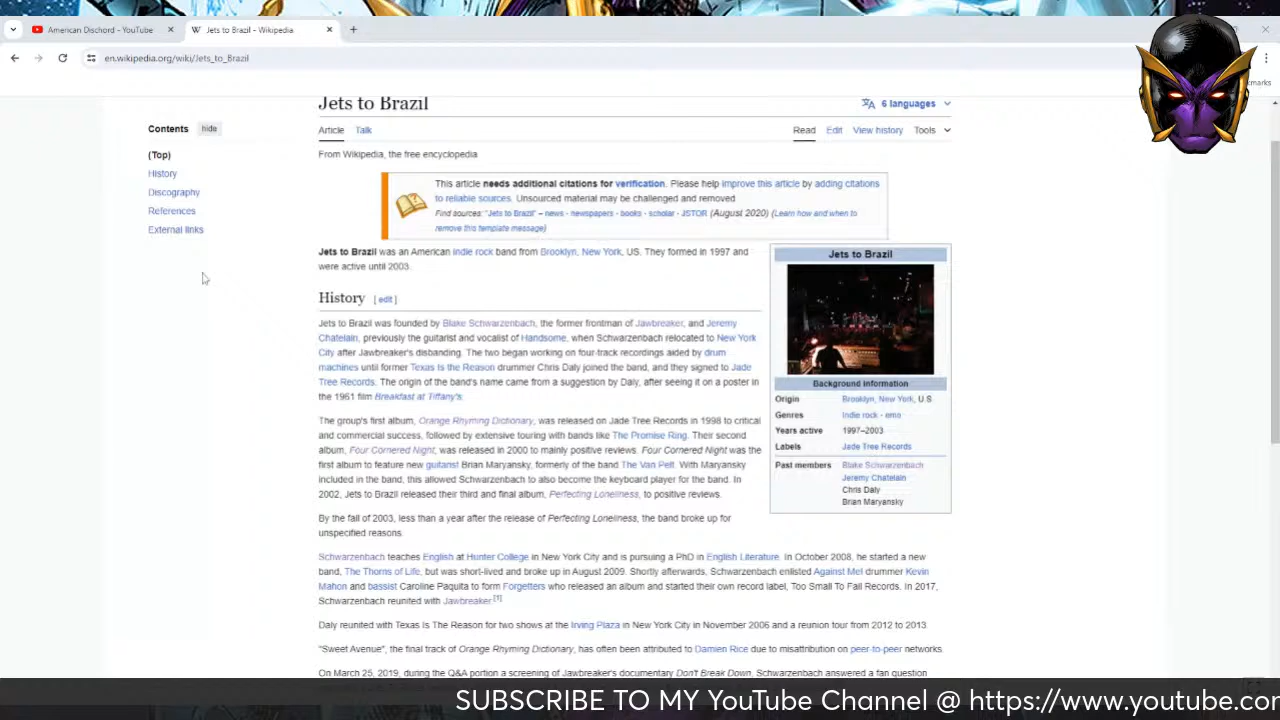 American Dischord - YouTube
Jets to Brazil - Wikipedia
en.wikipedia.org/wiki/Jets_to_Brazil
Jets to Brazil
6 languages
Contents hide
Article Talk
Read Edit View history Tools
(Top)
From Wikipedia, the free encyclopedia
History
Discography
References
External links
This article needs additional citations for verification. Please help improve this article by adding citations
to reliable sources. Unsourced material may be challenged and removed
Find sources: "Jets to Brazil" – news · newspapers · books · scholar · JSTOR (August 2020) (Learn how and when to
remove this template message)
Jets to Brazil was an American indie rock band from Brooklyn, New York, US. They formed in 1997 and
were active until 2003.
History [ edit ]
Jets to Brazil was founded by Blake Schwarzenbach, the former frontman of Jawbreaker, and Jeremy
Chatelain, previously the guitarist and vocalist of Handsome, when Schwarzenbach relocated to New York
City after Jawbreaker's disbanding. The two began working on four-track recordings aided by drum
machines until former Texas Is the Reason drummer Chris Daly joined the band, and they signed to Jade
Tree Records. The origin of the band's name came from a suggestion by Daly, after seeing it on a poster in
the 1961 film Breakfast at Tiffany's.
The group's first album, Orange Rhyming Dictionary, was released on Jade Tree Records in 1998 to critical
and commercial success, followed by extensive touring with bands like The Promise Ring. Their second
album, Four Cornered Night, was released in 2000 to mainly positive reviews. Four Cornered Night was the
first album to feature new guitarist Brian Maryansky, formerly of the band The Van Pelt. With Maryansky
included in the band, this allowed Schwarzenbach to also become the keyboard player for the band. In
2002, Jets to Brazil released their third and final album, Perfecting Loneliness, to positive reviews.
By the fall of 2003, less than a year after the release of Perfecting Loneliness, the band broke up for
unspecified reasons.
Jets to Brazil
Background information
Origin Brooklyn, New York, U.S
Genres Indie rock · emo
Years active 1997–2003
Labels Jade Tree Records
Past members Blake Schwarzenbach
Jeremy Chatelain
Chris Daly
Brian Maryansky
Schwarzenbach teaches English at Hunter College in New York City and is pursuing a PhD in English Literature. In October 2008, he started a new
band, The Thorns of Life, but was short-lived and broke up in August 2009. Shortly afterwards, Schwarzenbach enlisted Against Me! drummer Kevin
Mahon and bassist Caroline Paquita to form Forgetters who released an album and started their own record label, Too Small To Fail Records. In 2017,
Schwarzenbach reunited with Jawbreaker.[1]
Daly reunited with Texas Is The Reason for two shows at the Irving Plaza in New York City in November 2006 and a reunion tour from 2012 to 2013.
"Sweet Avenue", the final track of Orange Rhyming Dictionary, has often been attributed to Damien Rice due to misattribution on peer-to-peer networks.
On March 25, 2019, during the Q&A portion a screening of Jawbreaker's documentary Don't Break Down, Schwarzenbach answered a fan question
SUBSCRIBE TO MY YouTube Channel @ https://www.youtube.con